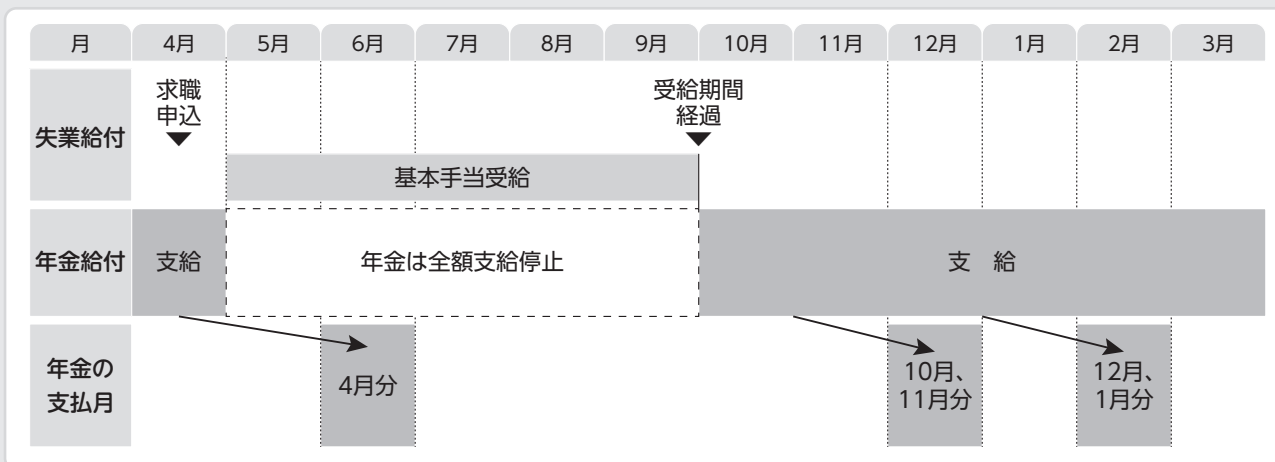 月 4月 5月 6月 7月 8月 9月 10月 11月 12月 1月 2月 3月
失業給付
求職
申込
受給期間
経過
基本手当受給
年金給付 支給 年金は全額支給停止 支　給
年金の
支払月
4月分
10月、
11月分
12月、
1月分